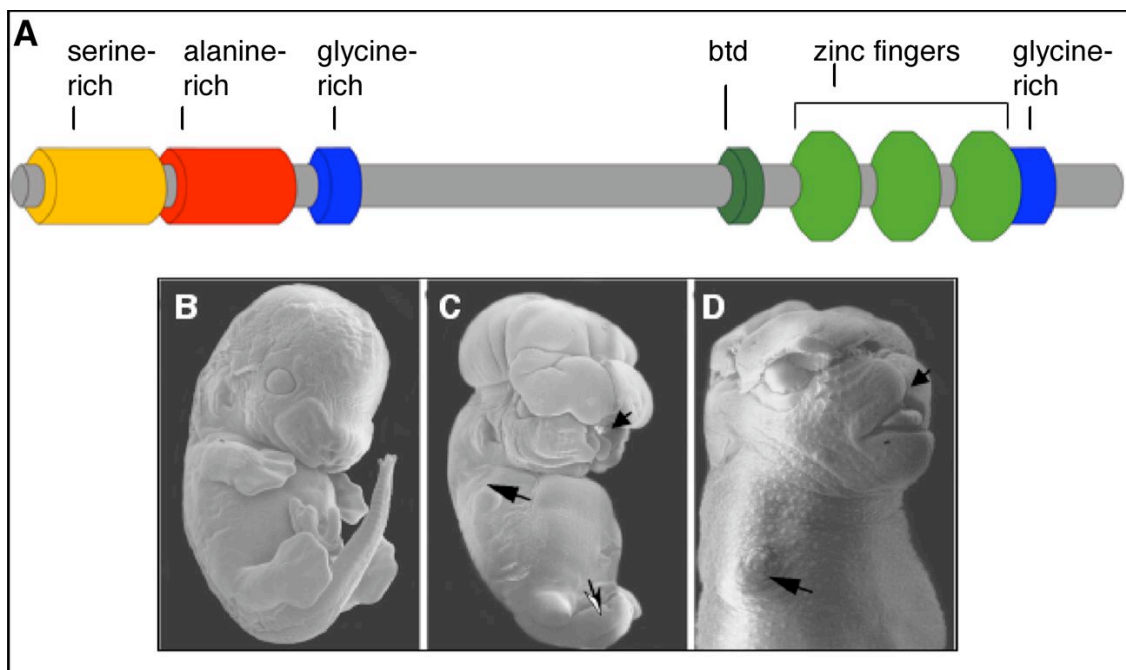 A
serine-
rich
alanine-
rich
glycine-
rich
btd
zinc fingers
glycine-
rich
B
C
D